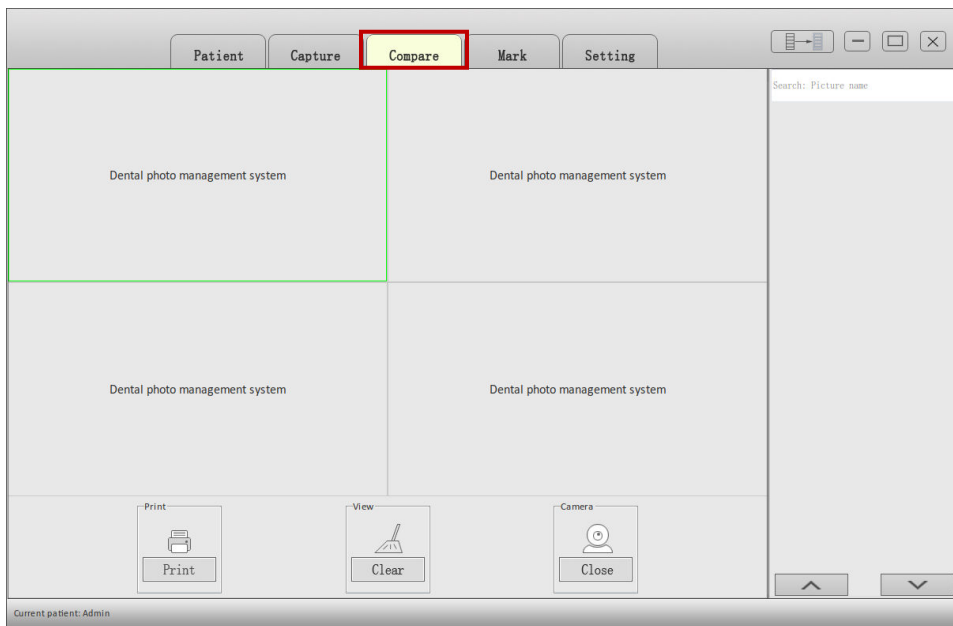 Patient
Capture
Compare
Mark
Setting
Search: Picture name
Dental photo management system
Dental photo management system
Dental photo management system
Dental photo management system
Print
View
Camera
Print
Clear
Close
Current patient: Admin